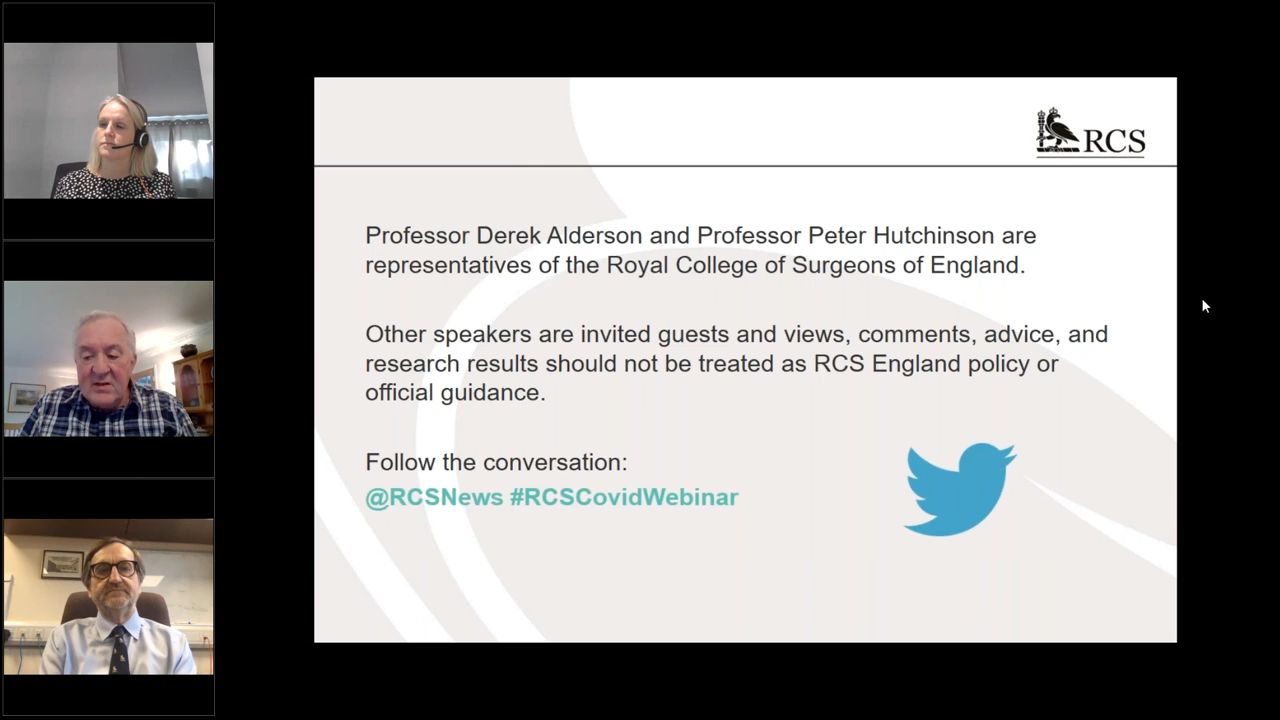 RCS
Professor Derek Alderson and Professor Peter Hutchinson are
representatives of the Royal College of Surgeons of England.
Other speakers are invited guests and views, comments, advice, and
research results should not be treated as RCS England policy or
official guidance.
Follow the conversation:
@RCSNews #RCSCovidWebinar